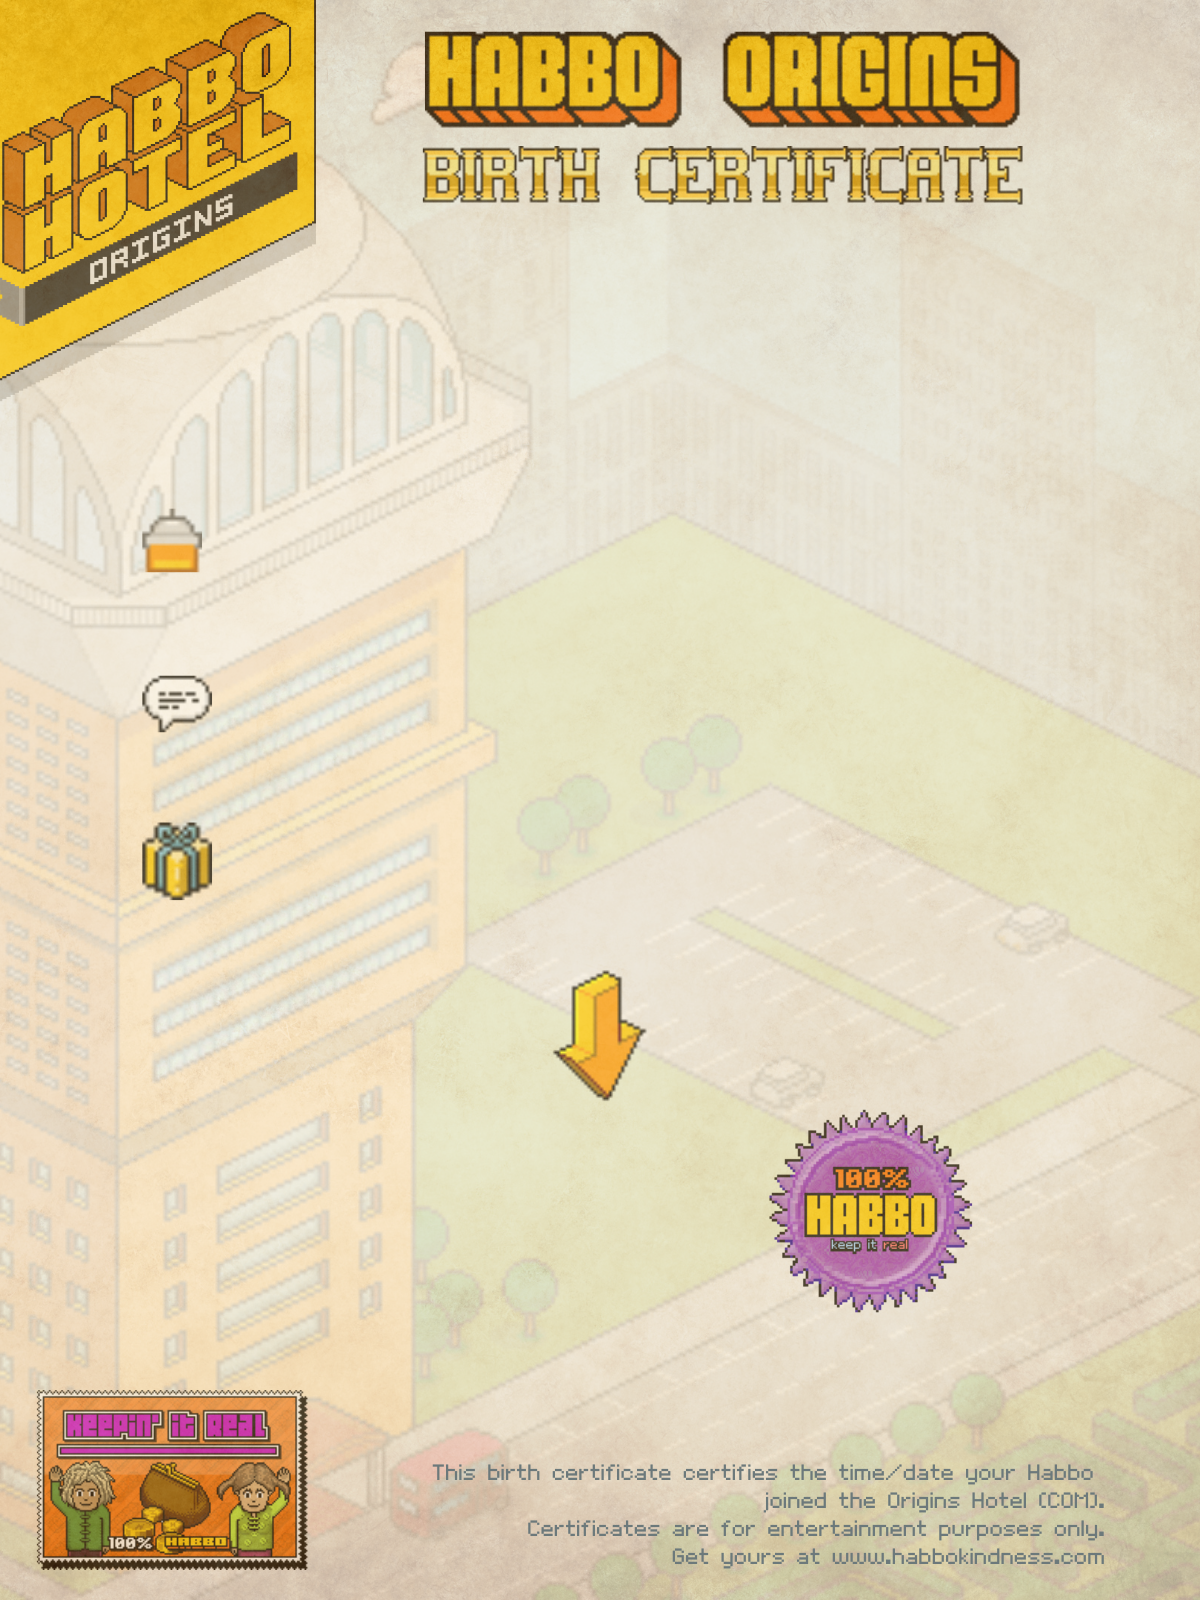 HABBO
HOTEL
ORIGINS
HABBO ORIGINS
BIRTH CERTIFICATE
100%
HABBO
keep it real
Keepin' it Real
100% HABBO
This birth certificate certifies the time/date your Habbo
joined the Origins Hotel (COM).
Certificates are for entertainment purposes only.
Get yours at www.habbokindness.com